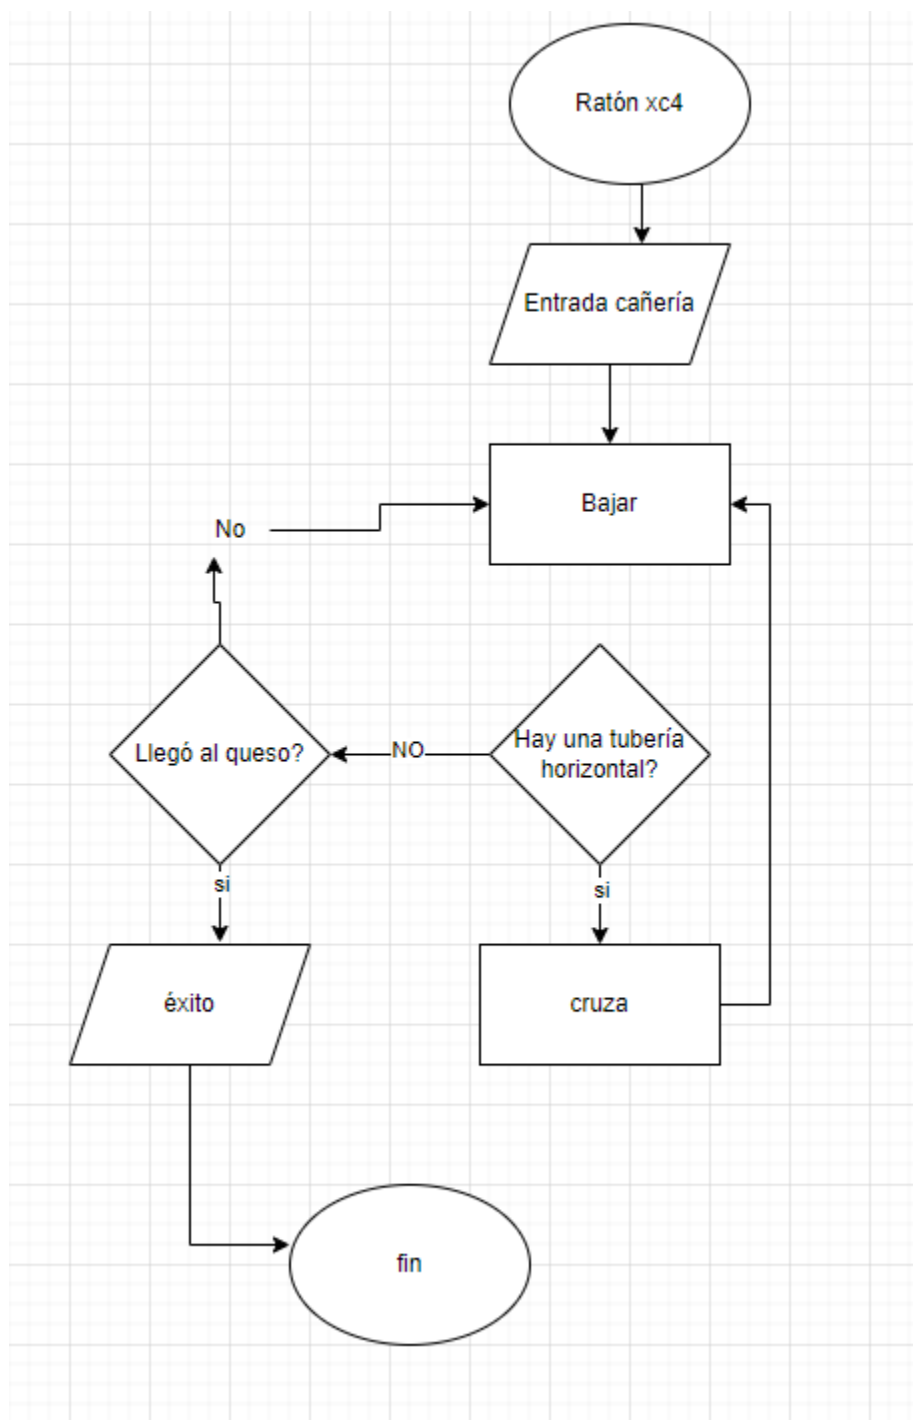 Ratón xc4
Entrada cañería
Bajar
No
Llegó al queso?
NO
Hay una tubería
horizontal?
si
si
éxito
cruza
fin